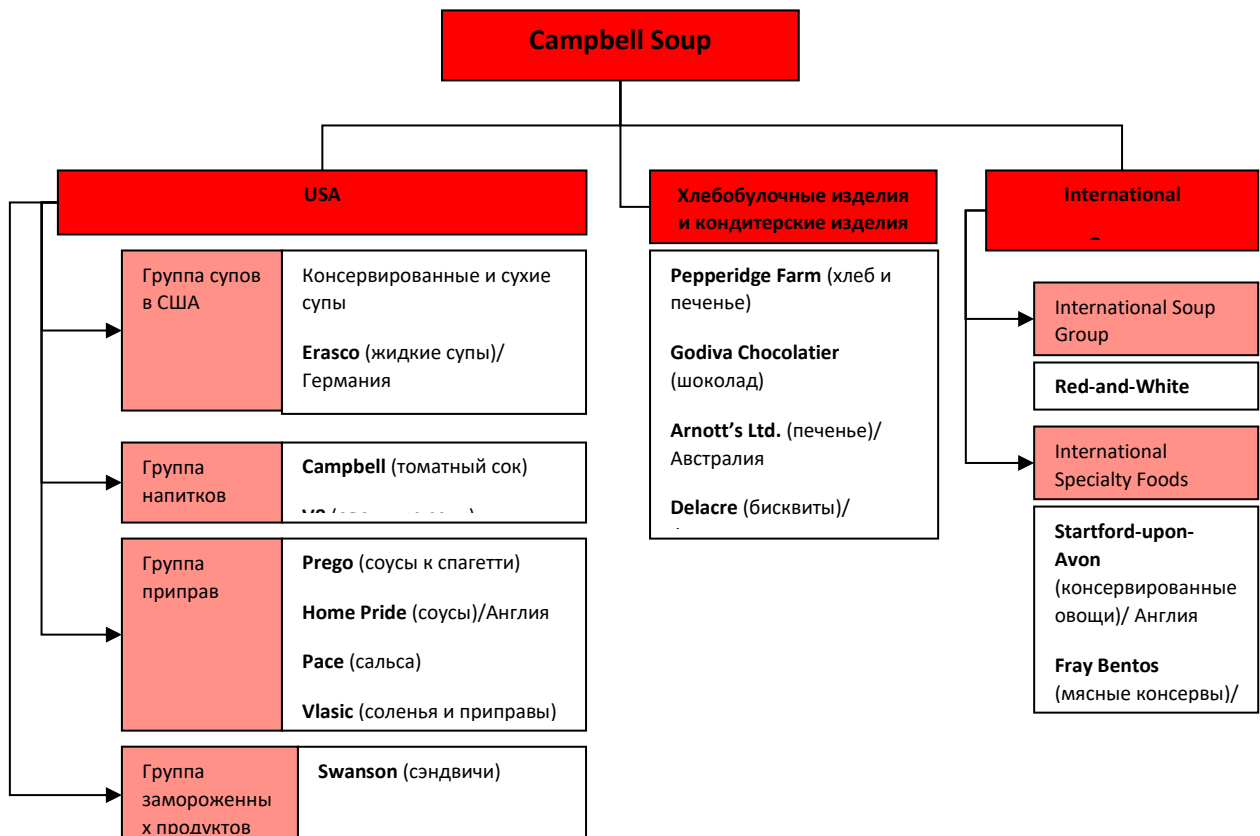 Campbell Soup
USA
Группа супов
в США
Консервированные и сухие
супы
Erasco (жидкие супы)/
Германия
Группа
напитков
Campbell (томатный сок)
Группа
приправ
Prego (соусы к спагетти)
Home Pride (соусы)/Англия
Pace (сальса)
Vlasic (соленья и приправы)
Группа
замороженны
х продуктов
Swanson (сэндвичи)
Хлебобулочные изделия
и кондитерские изделия
Pepperidge Farm (хлеб и
печенье)
Godiva Chocolatier
(шоколад)
Arnott’s Ltd. (печенье)/
Австралия
Delacre (бисквиты)/
International
International Soup
Group
Red-and-White
International
Specialty Foods
Startford-upon-
Avon
(консервированные
овощи)/ Англия
Fray Bentos
(мясные консервы)/